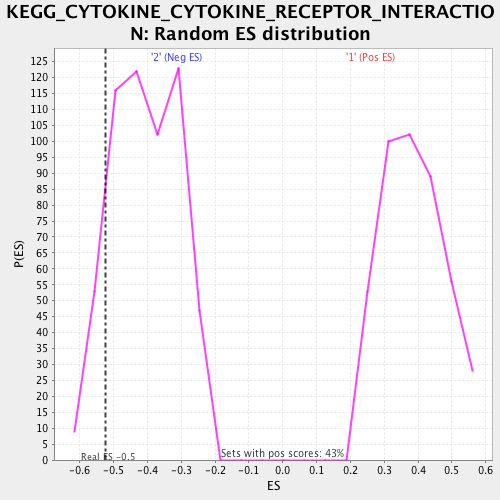 KEGG_CYTOKINE_CYTOKINE_RECEPTOR_INTERACTIO
N: Random ES distribution
'2' (Neg ES)
'1' (Pos ES)
125
120
115
110
105
100
95
90
85
80
75
70
65
60
55
50
45
40
35
30
25
20
15
10
5
0
P(ES)
Real ES -0.5
Sets with pos scores: 43%
-0.6 -0.5 -0.4 -0.3 -0.2 -0.1 0.0 0.1 0.2 0.3 0.4 0.5 0.6
ES